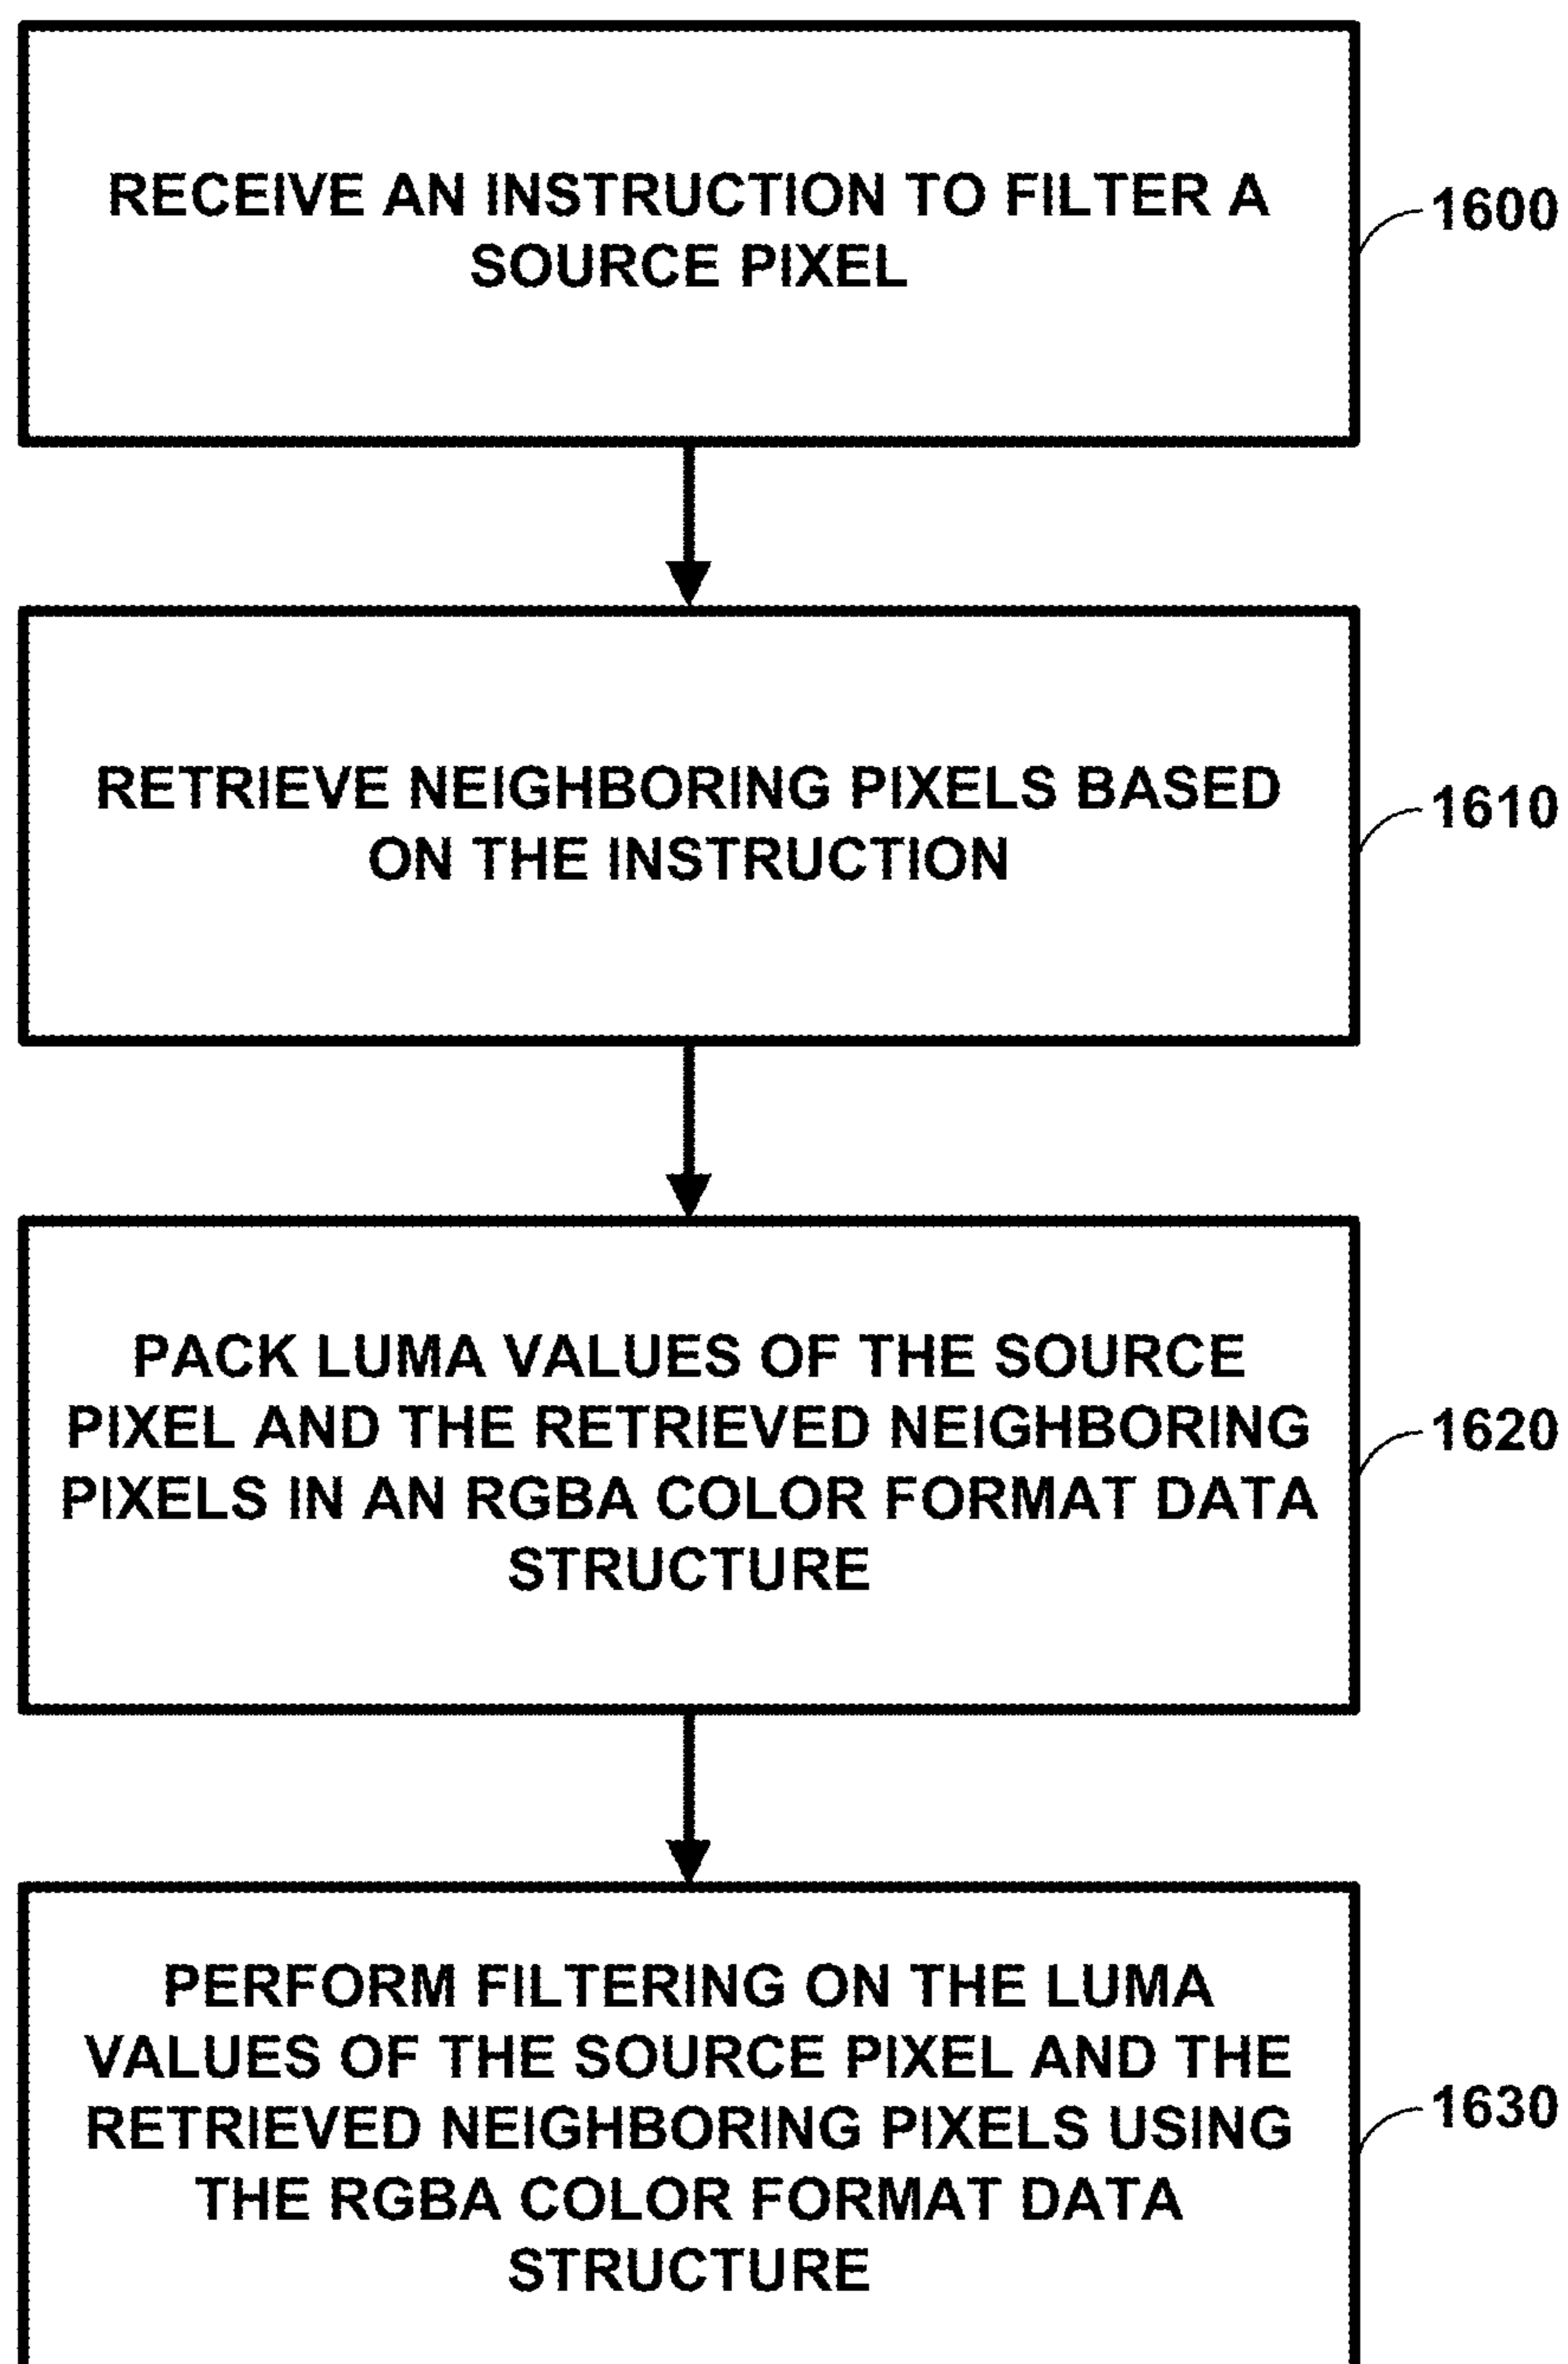 RECEIVE AN INSTRUCTION TO FILTER A
SOURCE PIXEL
1600
RETRIEVE NEIGHBORING PIXELS BASED
ON THE INSTRUCTION
1610
PACK LUMA VALUES OF THE SOURCE
PIXEL AND THE RETRIEVED NEIGHBORING
PIXELS IN AN RGBA COLOR FORMAT DATA
STRUCTURE
1620
PERFORM FILTERING ON THE LUMA
VALUES OF THE SOURCE PIXEL AND THE
RETRIEVED NEIGHBORING PIXELS USING
THE RGBA COLOR FORMAT DATA
STRUCTURE
1630